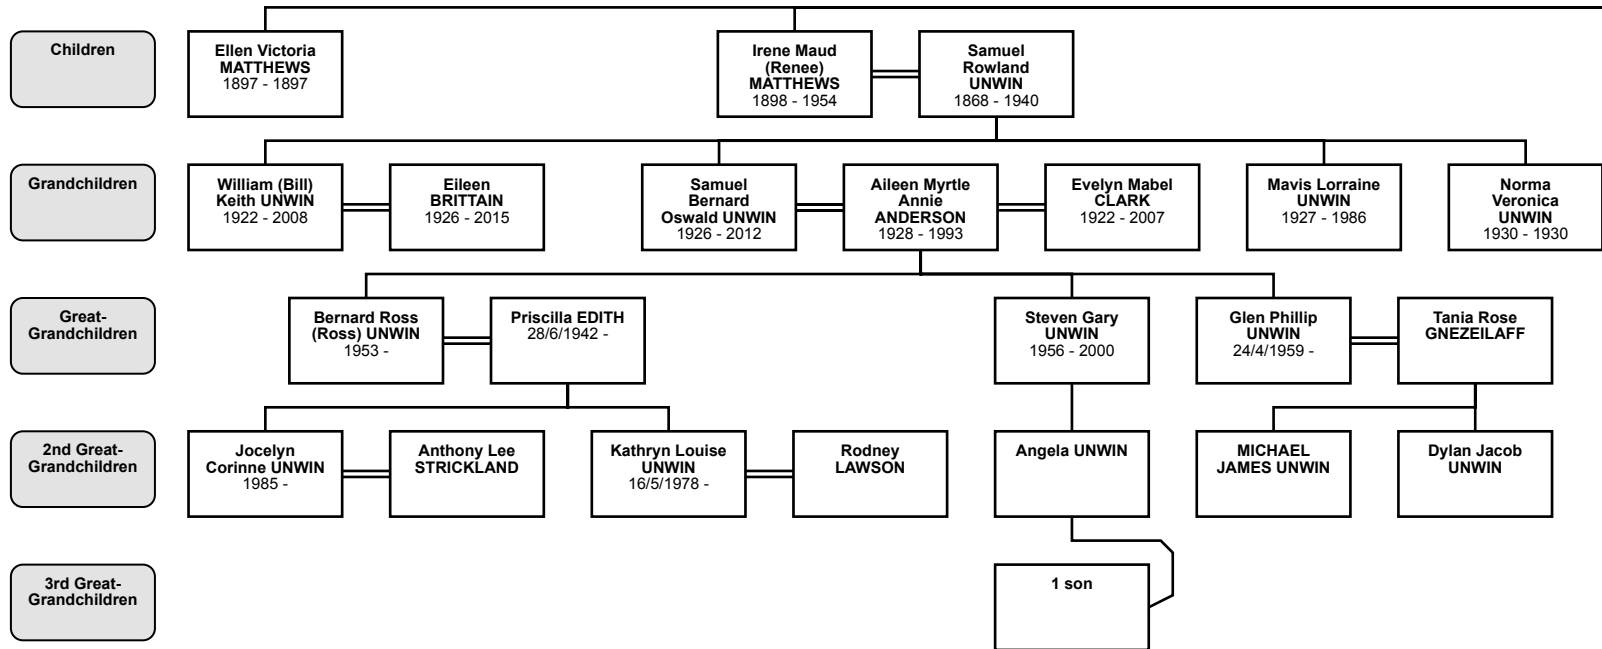 Children
Ellen Victoria
MATTHEWS
1897 - 1897
Irene Maud
(Renee)
MATTHEWS
1898 - 1954
Samuel
Rowland
UNWIN
1868 - 1940
Grandchildren
William (Bill)
Keith UNWIN
1922 - 2008
Eileen
BRITTAIN
1926 - 2015
Samuel
Bernard
Oswald UNWIN
1926 - 2012
Aileen Myrtle
Annie
ANDERSON
1928 - 1993
Evelyn Mabel
CLARK
1922 - 2007
Mavis Lorraine
UNWIN
1927 - 1986
Norma
Veronica
UNWIN
1930 - 1930
Great-
Grandchildren
Bernard Ross
(Ross) UNWIN
1953 -
Priscilla EDITH
28/6/1942 -
Steven Gary
UNWIN
1956 - 2000
Glen Phillip
UNWIN
24/4/1959 -
Tania Rose
GNEZEILAFF
2nd Great-
Grandchildren
Jocelyn
Corinne UNWIN
1985 -
Anthony Lee
STRICKLAND
Kathryn Louise
UNWIN
16/5/1978 -
Rodney
LAWSON
Angela UNWIN
MICHAEL
JAMES UNWIN
Dylan Jacob
UNWIN
3rd Great-
Grandchildren
1 son